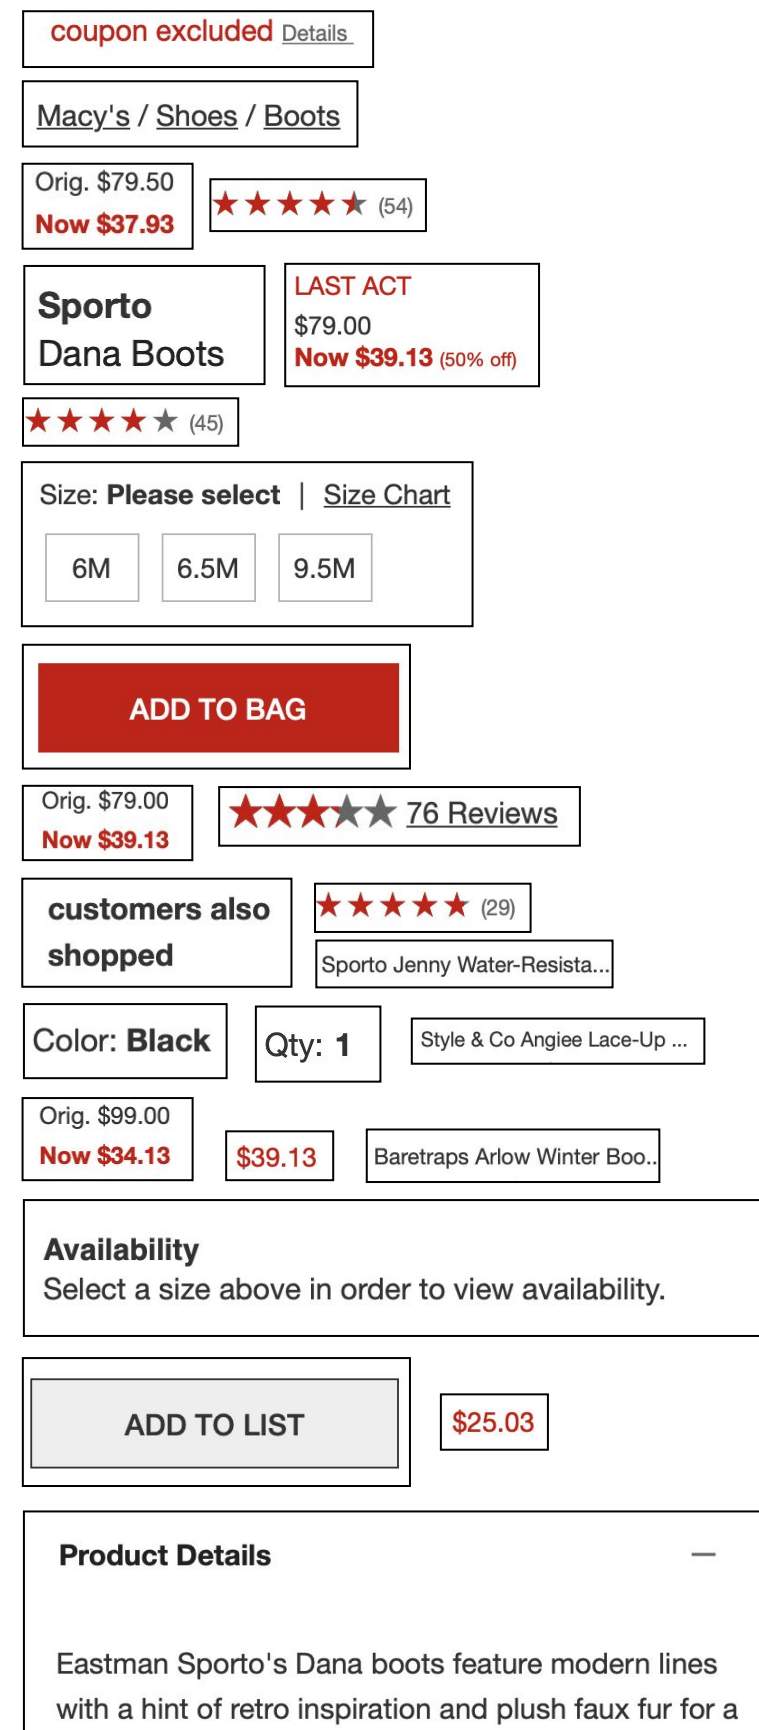 coupon excluded Details
Macy's / Shoes / Boots
Orig. $79.50
Now $37.93
(54)
Sporto
Dana Boots
LAST ACT
$79.00
Now $39.13 (50% off)
(45)
Size: Please select | Size Chart
6M 6.5M 9.5M
ADD TO BAG
Orig. $79.00
Now $39.13
76 Reviews
customers also
shopped
(29)
Sporto Jenny Water-Resista...
Color: Black
Qty: 1
Style & Co Angiee Lace-Up ...
Orig. $99.00
Now $34.13
$39.13
Baretraps Arlow Winter Boo..
Availability
Select a size above in order to view availability.
ADD TO LIST
$25.03
Product Details
Eastman Sporto's Dana boots feature modern lines
with a hint of retro inspiration and plush faux fur for a